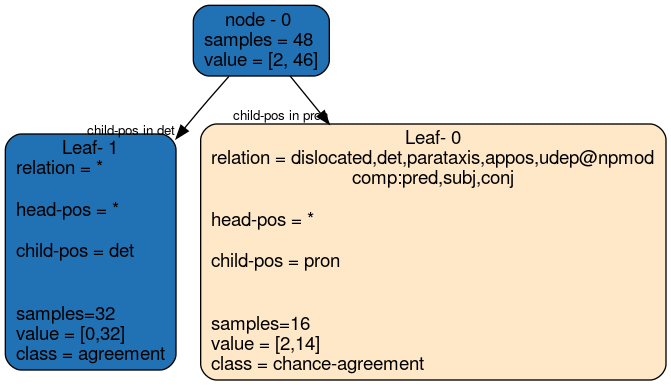 node - 0
samples = 48
value = [2, 46]
child-pos in det
child-pos in pron
Leaf- 1
relation = *
head-pos = *
child-pos = det
samples=32
value = [0,32]
class = agreement
Leaf- 0
relation = dislocated,det,parataxis,appos,udep@npmod
comp:pred,subj,conj
head-pos = *
child-pos = pron
samples=16
value = [2,14]
class = chance-agreement